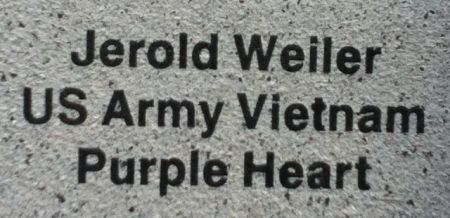 Jerold Weiler
US Army Vietnam
Purple Heart